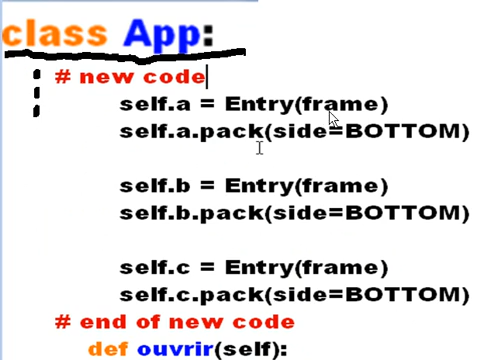 class App:
# new code
self.a = Entry(frame)
self.a.pack(side=BOTTOM)
self.b = Entry(frame)
self.b.pack(side=BOTTOM)
self.c = Entry(frame)
self.c.pack(side=BOTTOM)
# end of new code
def ouvrir(self):